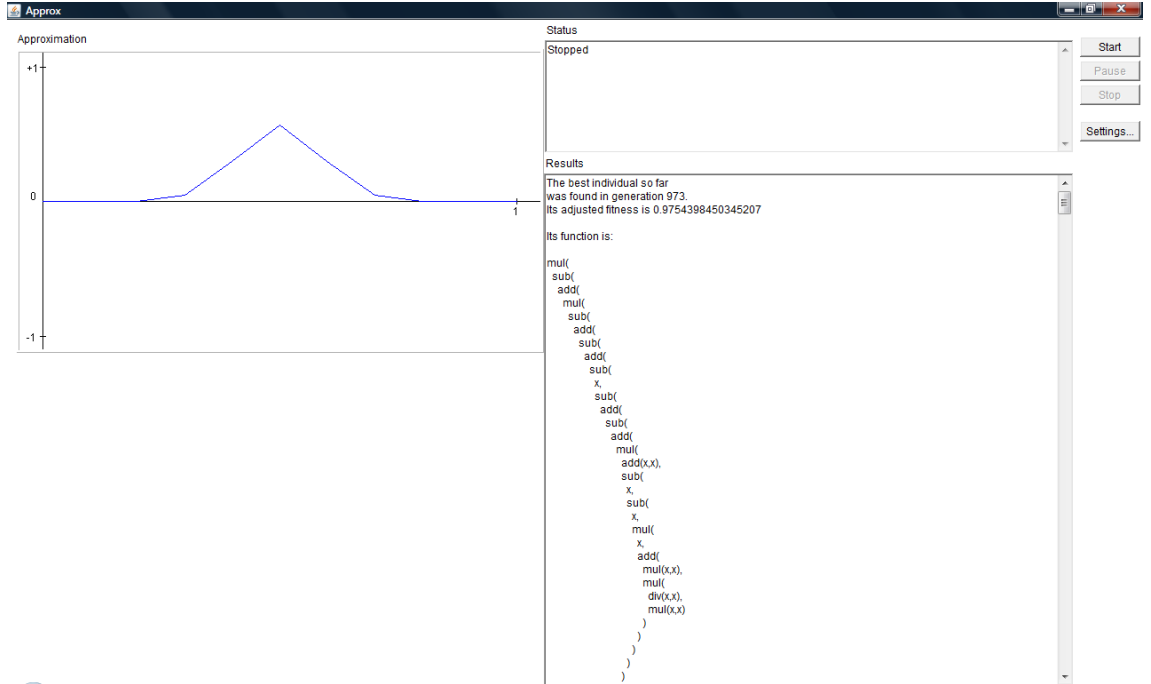 Approx
Approximation
+1
0
1
-1
Status
Stopped
Start
Pause
Stop
Settings...
Results
The best individual so far
was found in generation 973.
Its adjusted fitness is 0.9754398450345207
Its function is:
mul(
sub(
add(
mul(
sub(
add(
sub(
add(
sub(
x,
sub(
add(
sub(
add(
mul(
add(x,x),
sub(
x,
sub(
x,
mul(
x,
add(
mul(x,x),
mul(
div(x,x),
mul(x,x)
)
)
)
)
)